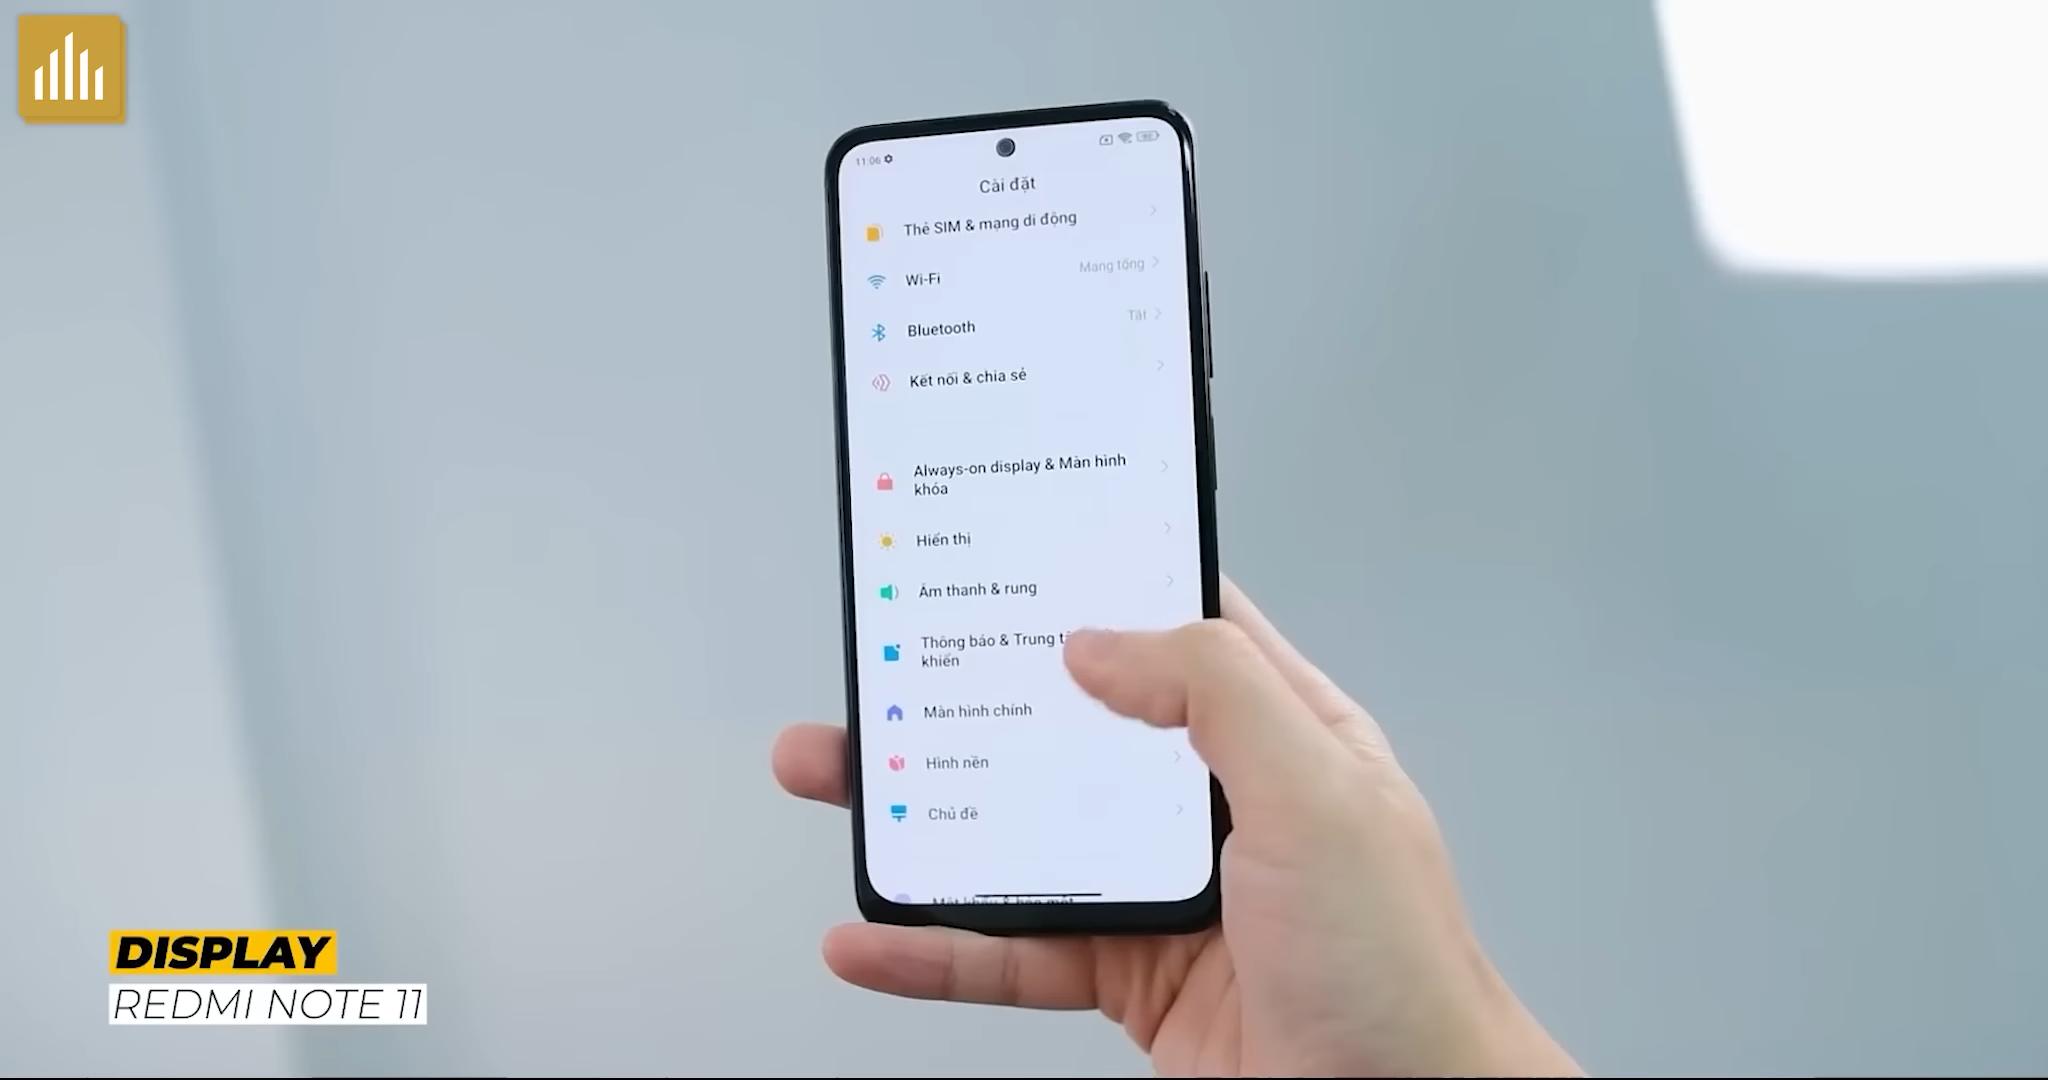 11:06
Cài đặt
Thẻ SIM & mạng di động
Wi-Fi
Mang tổng
Bluetooth
Tắt
Kết nối & chia sẻ
Always-on display & Màn hình
khóa
Hiển thị
Âm thanh & rung
Thông báo & Trung
khiển
Màn hình chính
Hình nền
Chủ đề
DISPLAY
REDMI NOTE 11